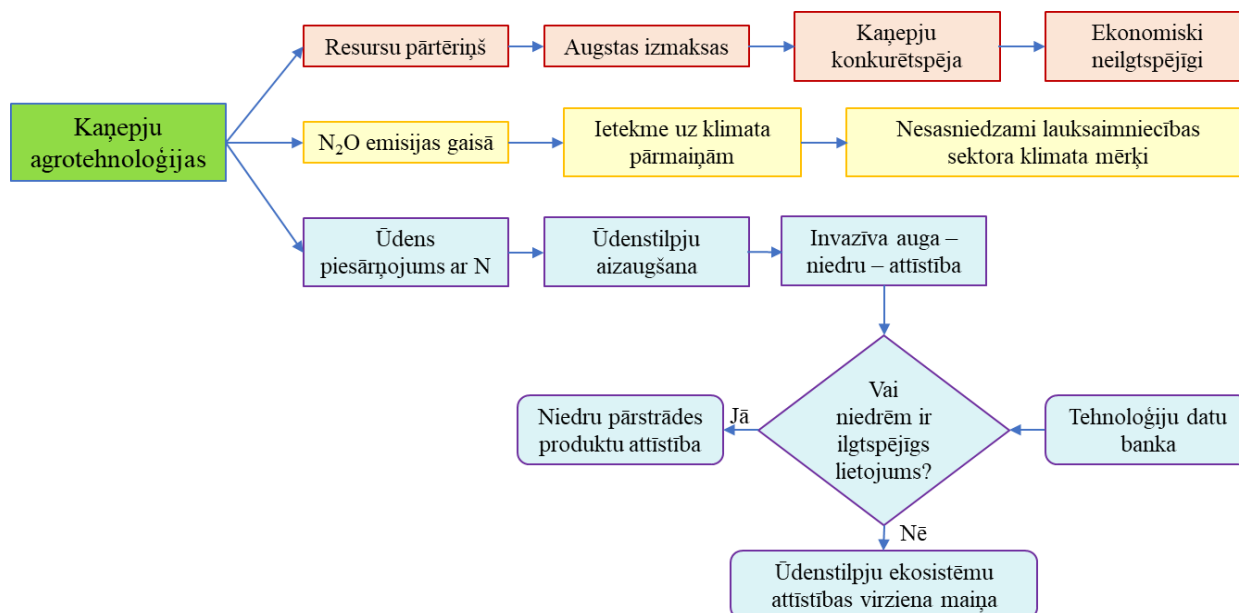 Kaņepju
agrotehnoloģijas
Resursu pārtēriņš
Augstas izmaksas
Kaņepju
konkurētspēja
Ekonomiski
neilgtspējīgi
N₂O emisijas gaisā
Ietekme uz klimata
pārmaiņām
Nesasniedzami lauksaimniecības
sektora klimata mērķi
Ūdens
piesārņojums ar N
Ūdenstilpju
aizaugšana
Invazīva auga –
niedru – attīstība
Vai
niedrēm ir
ilgtspējīgs
lietojums?
Tehnoloģiju datu
banka
Jā
Niedru pārstrādes
produktu attīstība
Nē
Ūdenstilpju ekosistēmu
attīstības virziena maiņa